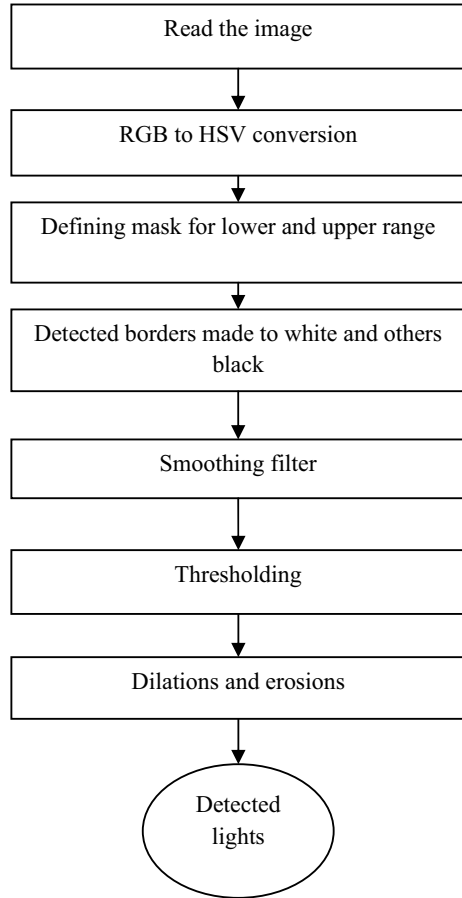 Read the image
RGB to HSV conversion
Defining mask for lower and upper range
Detected borders made to white and others
black
Smoothing filter
Thresholding
Dilations and erosions
Detected
lights